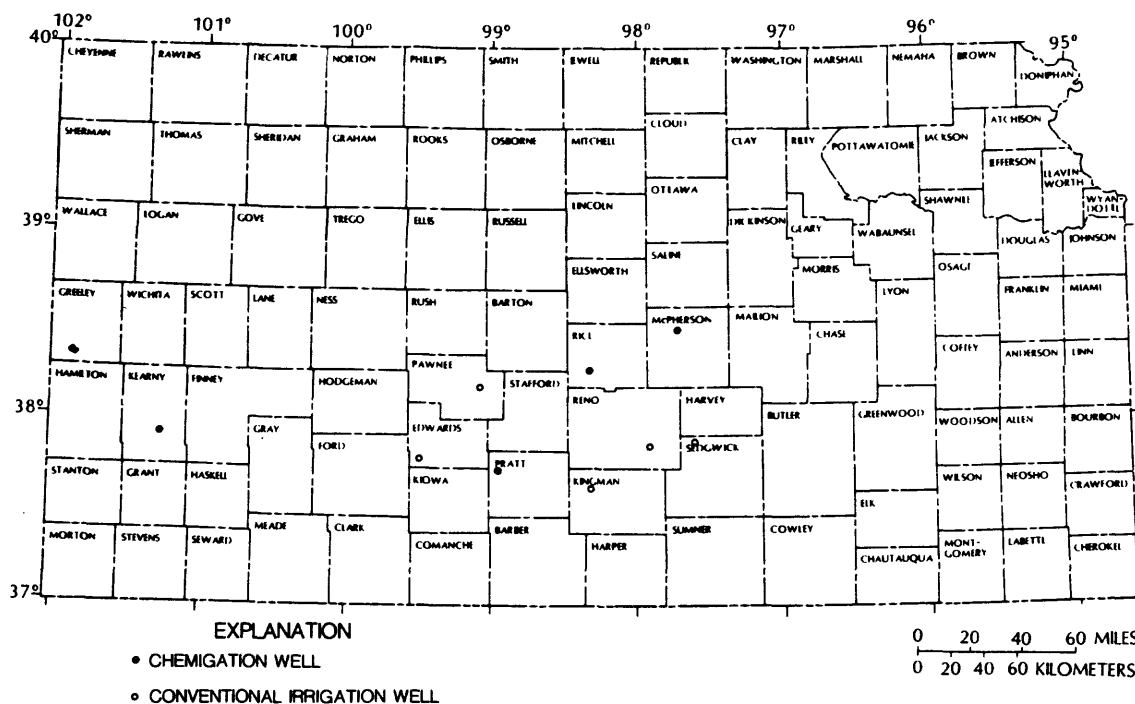 102° 101° 100° 99° 98° 97° 96° 95°
40°
CHEYENNE RAWLINS DECATUR NORTON PHILLIPS SMITH JEWELL REPUBLIC WASHINGTON MARSHALL NEMAHA BROWN
DONIPHAN
ATCHISON
CLOUD
SHERMAN THOMAS SHERIDAN GRAHAM ROOKS OSBORNE MITCHELL CLAY RILEY POTTAWATOMIE JACKSON
JEFFERSON
LEAVEN-
WORTH
OTTAWA
LINCOLN
SHAWNEE
WYAN-
DOTTE
39°
WALLACE LOGAN GOVE TREGO ELLIS RUSSELL DICKINSON GEARY WABAUNSEE
DOUGLAS JOHNSON
SALINE
OSAGE
ELLSWORTH MORRIS
LYON FRANKLIN MIAMI
GREELEY WICHITA SCOTT LANE NESS RUSH BARTON
McPHERSON MARION
RICE CHASE
COFFEY ANDERSON LINN
PAWNEE
HAMILTON KEARNY FINNEY HODGEMAN STAFFORD
38°
RENO HARVEY BUTLER GREENWOOD
WOODSON ALLEN BOURBON
GRAY EDWARDS
FORD SEDGWICK
PRATT
STANTON GRANT HASKELL KIOWA KINGMAN WILSON NEOSHO CRAWFORD
ELK
MEADE CLARK BARBER SUMNER COWLEY
MORTON STEVENS SEWARD COMANCHE HARPER
MONT-
GOMERY LABETTE CHEROKEE
CHAUTAUQUA
37°
EXPLANATION
• CHEMIGATION WELL
○ CONVENTIONAL IRRIGATION WELL
0 20 40 60 MILES
0 20 40 60 KILOMETERS